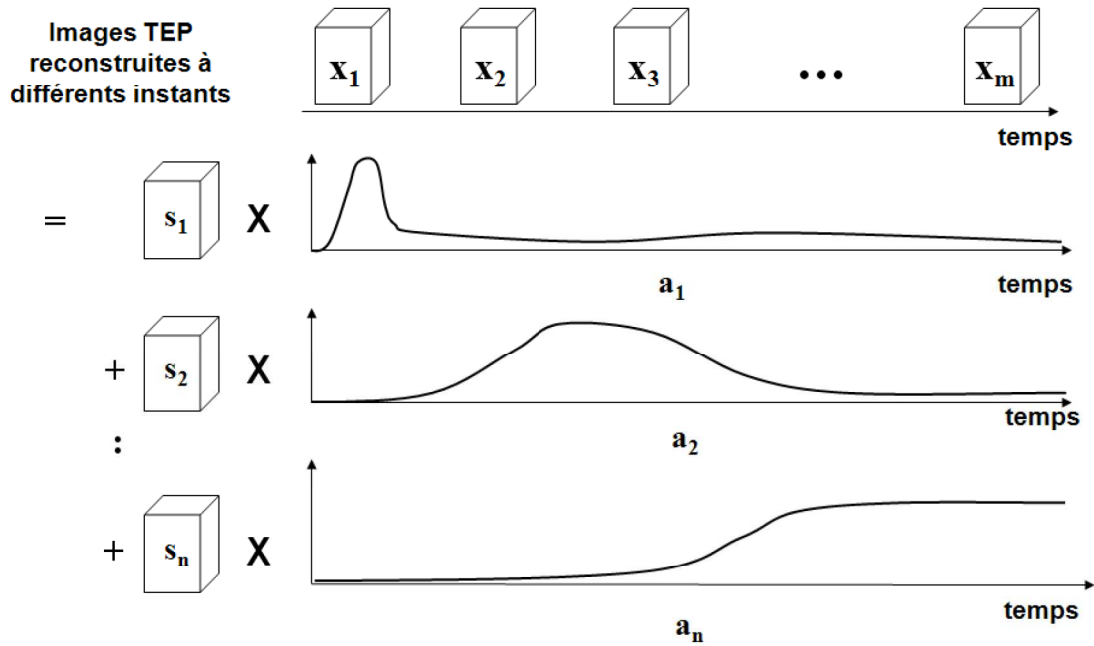 Images TEP
reconstruites à
différents instants
x1 x2 x3 ... xm
temps
= s1 X
a1 temps
+ s2 X
temps
a2
:
+ sn X
temps
an